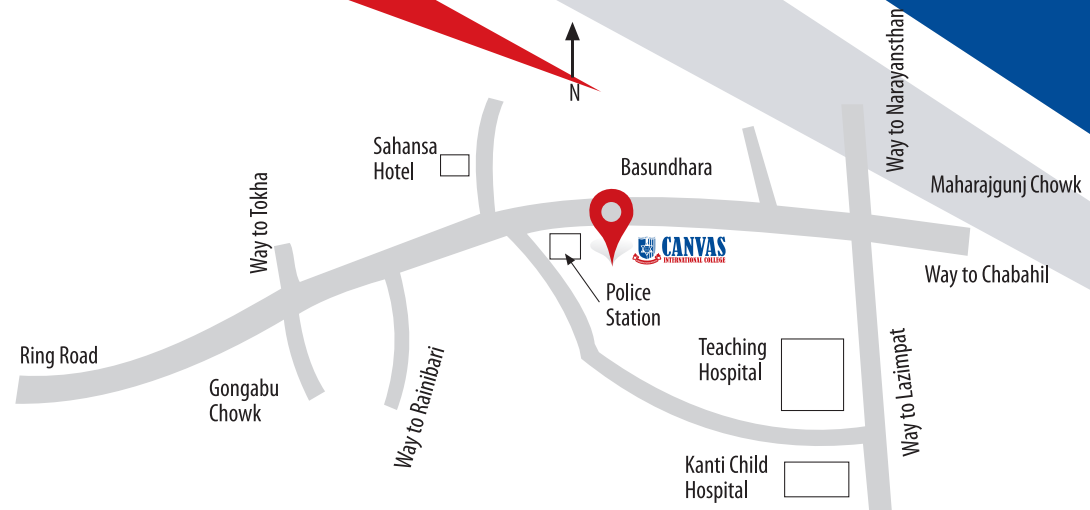 N
Way to Narayansthan
Sahansa
Hotel
Basundhara
Maharajgunj Chowk
Way to Tokha
CANVAS
INTERNATIONAL COLLEGE
Way to Chabahil
Police
Station
Ring Road
Teaching
Hospital
Gongabu
Chowk
Way to Rainibari
Way to Lazimpat
Kanti Child
Hospital